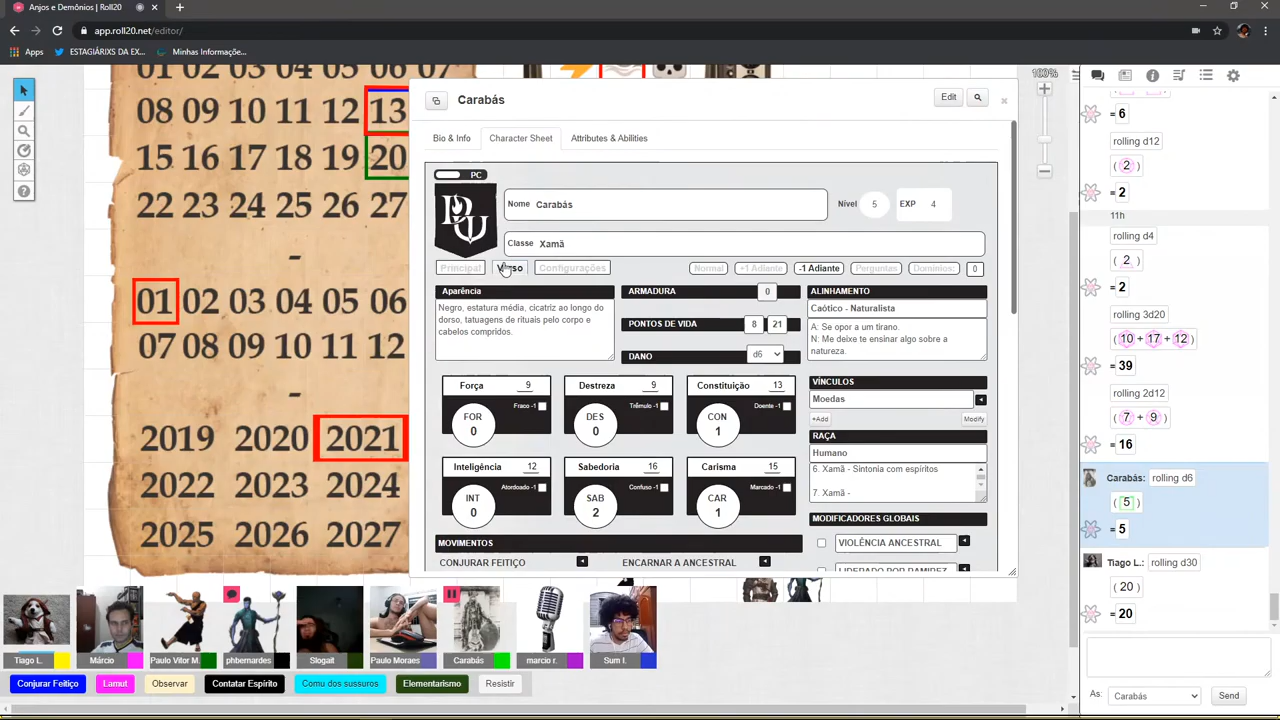 Anjos e Demônios | Roll20
app.roll20.net/editor/
Apps
ESTAGIÁRIXS DA EX...
Minhas Informaçõe...
01 02 03 04 05 06 07
08 09 10 11 12 13
15 16 17 18 19 20
22 23 24 25 26 27
-
01 02 03 04 05 06
07 08 09 10 11 12
-
2019 2020 2021
2022 2023 2024
2025 2026 2027
Carabás
Edit
Bio & Info
Character Sheet
Attributes & Abilities
PC
Nome Carabás
Nível 5
EXP 4
Classe Xamã
Principal
Verso
Configurações
Normal
+1 Adiante
-1 Adiante
Perguntas
Domínios:
0
Aparência
Negro, estatura média, cicatriz ao longo do
dorso, tatuagens de rituais pelo corpo e
cabelos compridos.
ARMADURA 0
PONTOS DE VIDA 8 21
DANO d6
ALINHAMENTO
Caótico - Naturalista
A: Se opor a um tirano.
N: Me deixe te ensinar algo sobre a
natureza.
Força 9
Fraco -1
FOR
0
Destreza 9
Trêmulo -1
DES
0
Constituição 13
Doente -1
CON
1
Inteligência 12
Atordoado -1
INT
0
Sabedoria 16
Confuso -1
SAB
2
Carisma 15
Marcado -1
CAR
1
VÍNCULOS
Moedas
+Add
Modify
RAÇA
Humano
6. Xamã - Sintonia com espíritos
7. Xamã -
MODIFICADORES GLOBAIS
VIOLÊNCIA ANCESTRAL
LIDERADO POR RAMIREZ
MOVIMENTOS
CONJURAR FEITIÇO
ENCARNAR A ANCESTRAL
100%
= 6
rolling d12
( 2 )
= 2
11h
rolling d4
( 2 )
= 2
rolling 3d20
( 10 + 17 + 12 )
= 39
rolling 2d12
( 7 + 9 )
= 16
Carabás: rolling d6
( 5 )
= 5
Tiago L.: rolling d30
( 20 )
= 20
As: Carabás
Send
Tiago L.
Márcio
Paulo Vitor M.
phbernardes
Slogait
Paulo Moraes
Carabás
marcio r.
Sum I.
Conjurar Feitiço
Lamut
Observar
Contatar Espírito
Comu dos sussuros
Elementarismo
Resistir